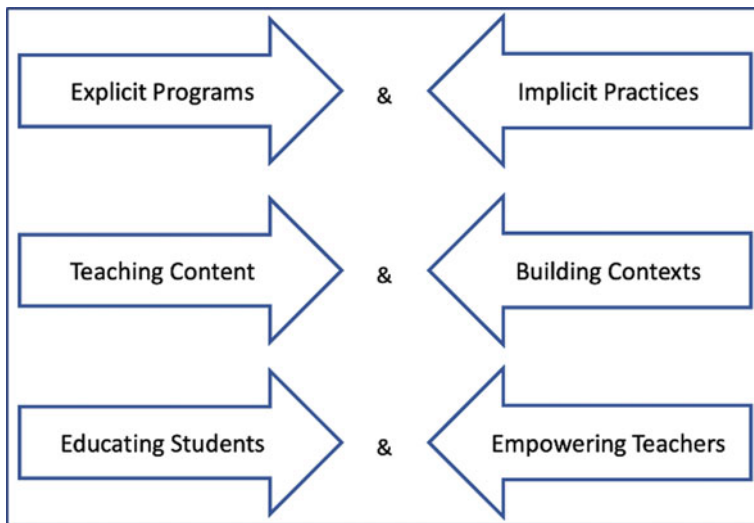 Explicit Programs & Implicit Practices
Teaching Content & Building Contexts
Educating Students & Empowering Teachers